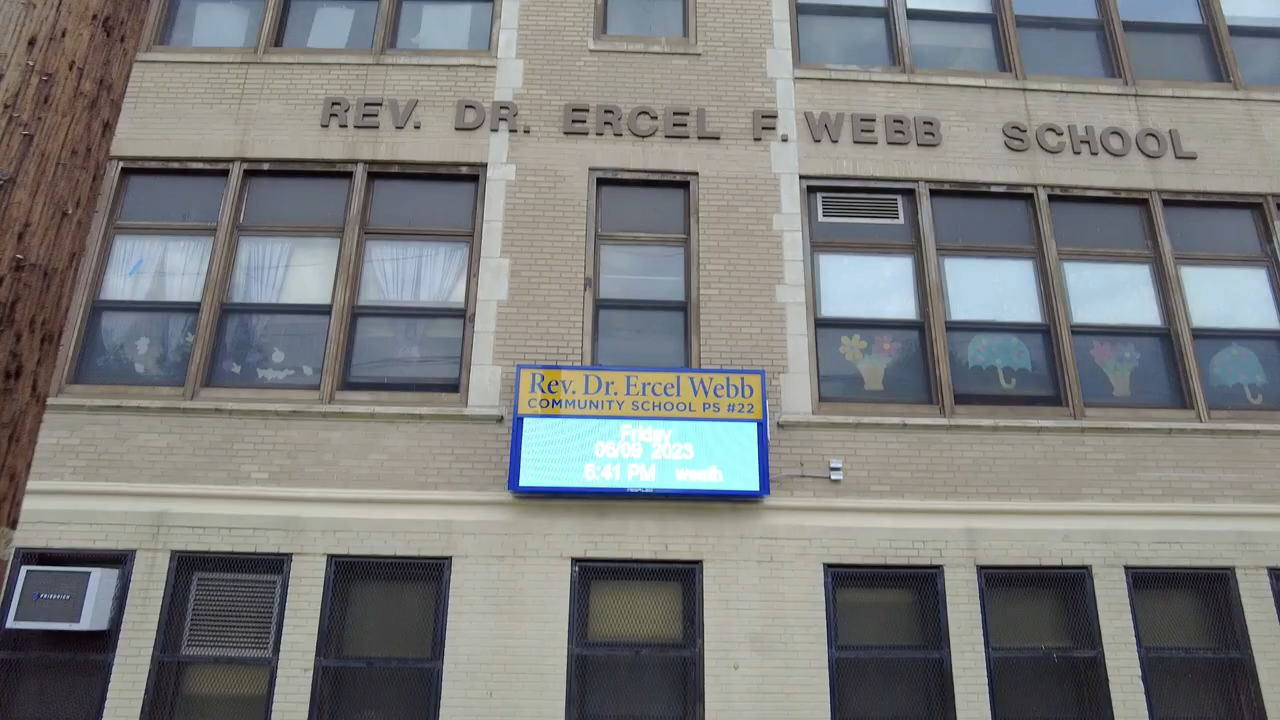 REV. DR. ERCEL F. WEBB SCHOOL
Rev. Dr. Ercel Webb
COMMUNITY SCHOOL PS #22
Friday
06/09 2023
5:41 PM
FRIEDRICH